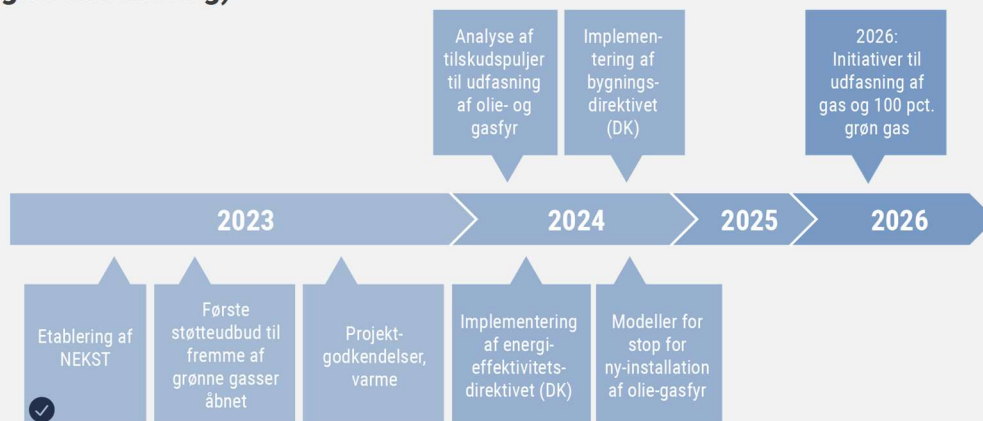 Analyse af
tilskudspuljer
til udfasning
af olie- og
gasfyr
Implemen-
tering af
bygnings-
direktivet
(DK)
2026:
Initiativer til
udfasning af
gas og 100 pct.
grøn gas
2023
2024
2025
2026
Etablering af
NEKST
Første
støtteudbud til
fremme af
grønne gasser
åbnet
Projekt-
godkendelser,
varme
Implementering
af energi-
effektivitets-
direktivet (DK)
Modeller for
stop for
ny-installation
af olie-gasfyr